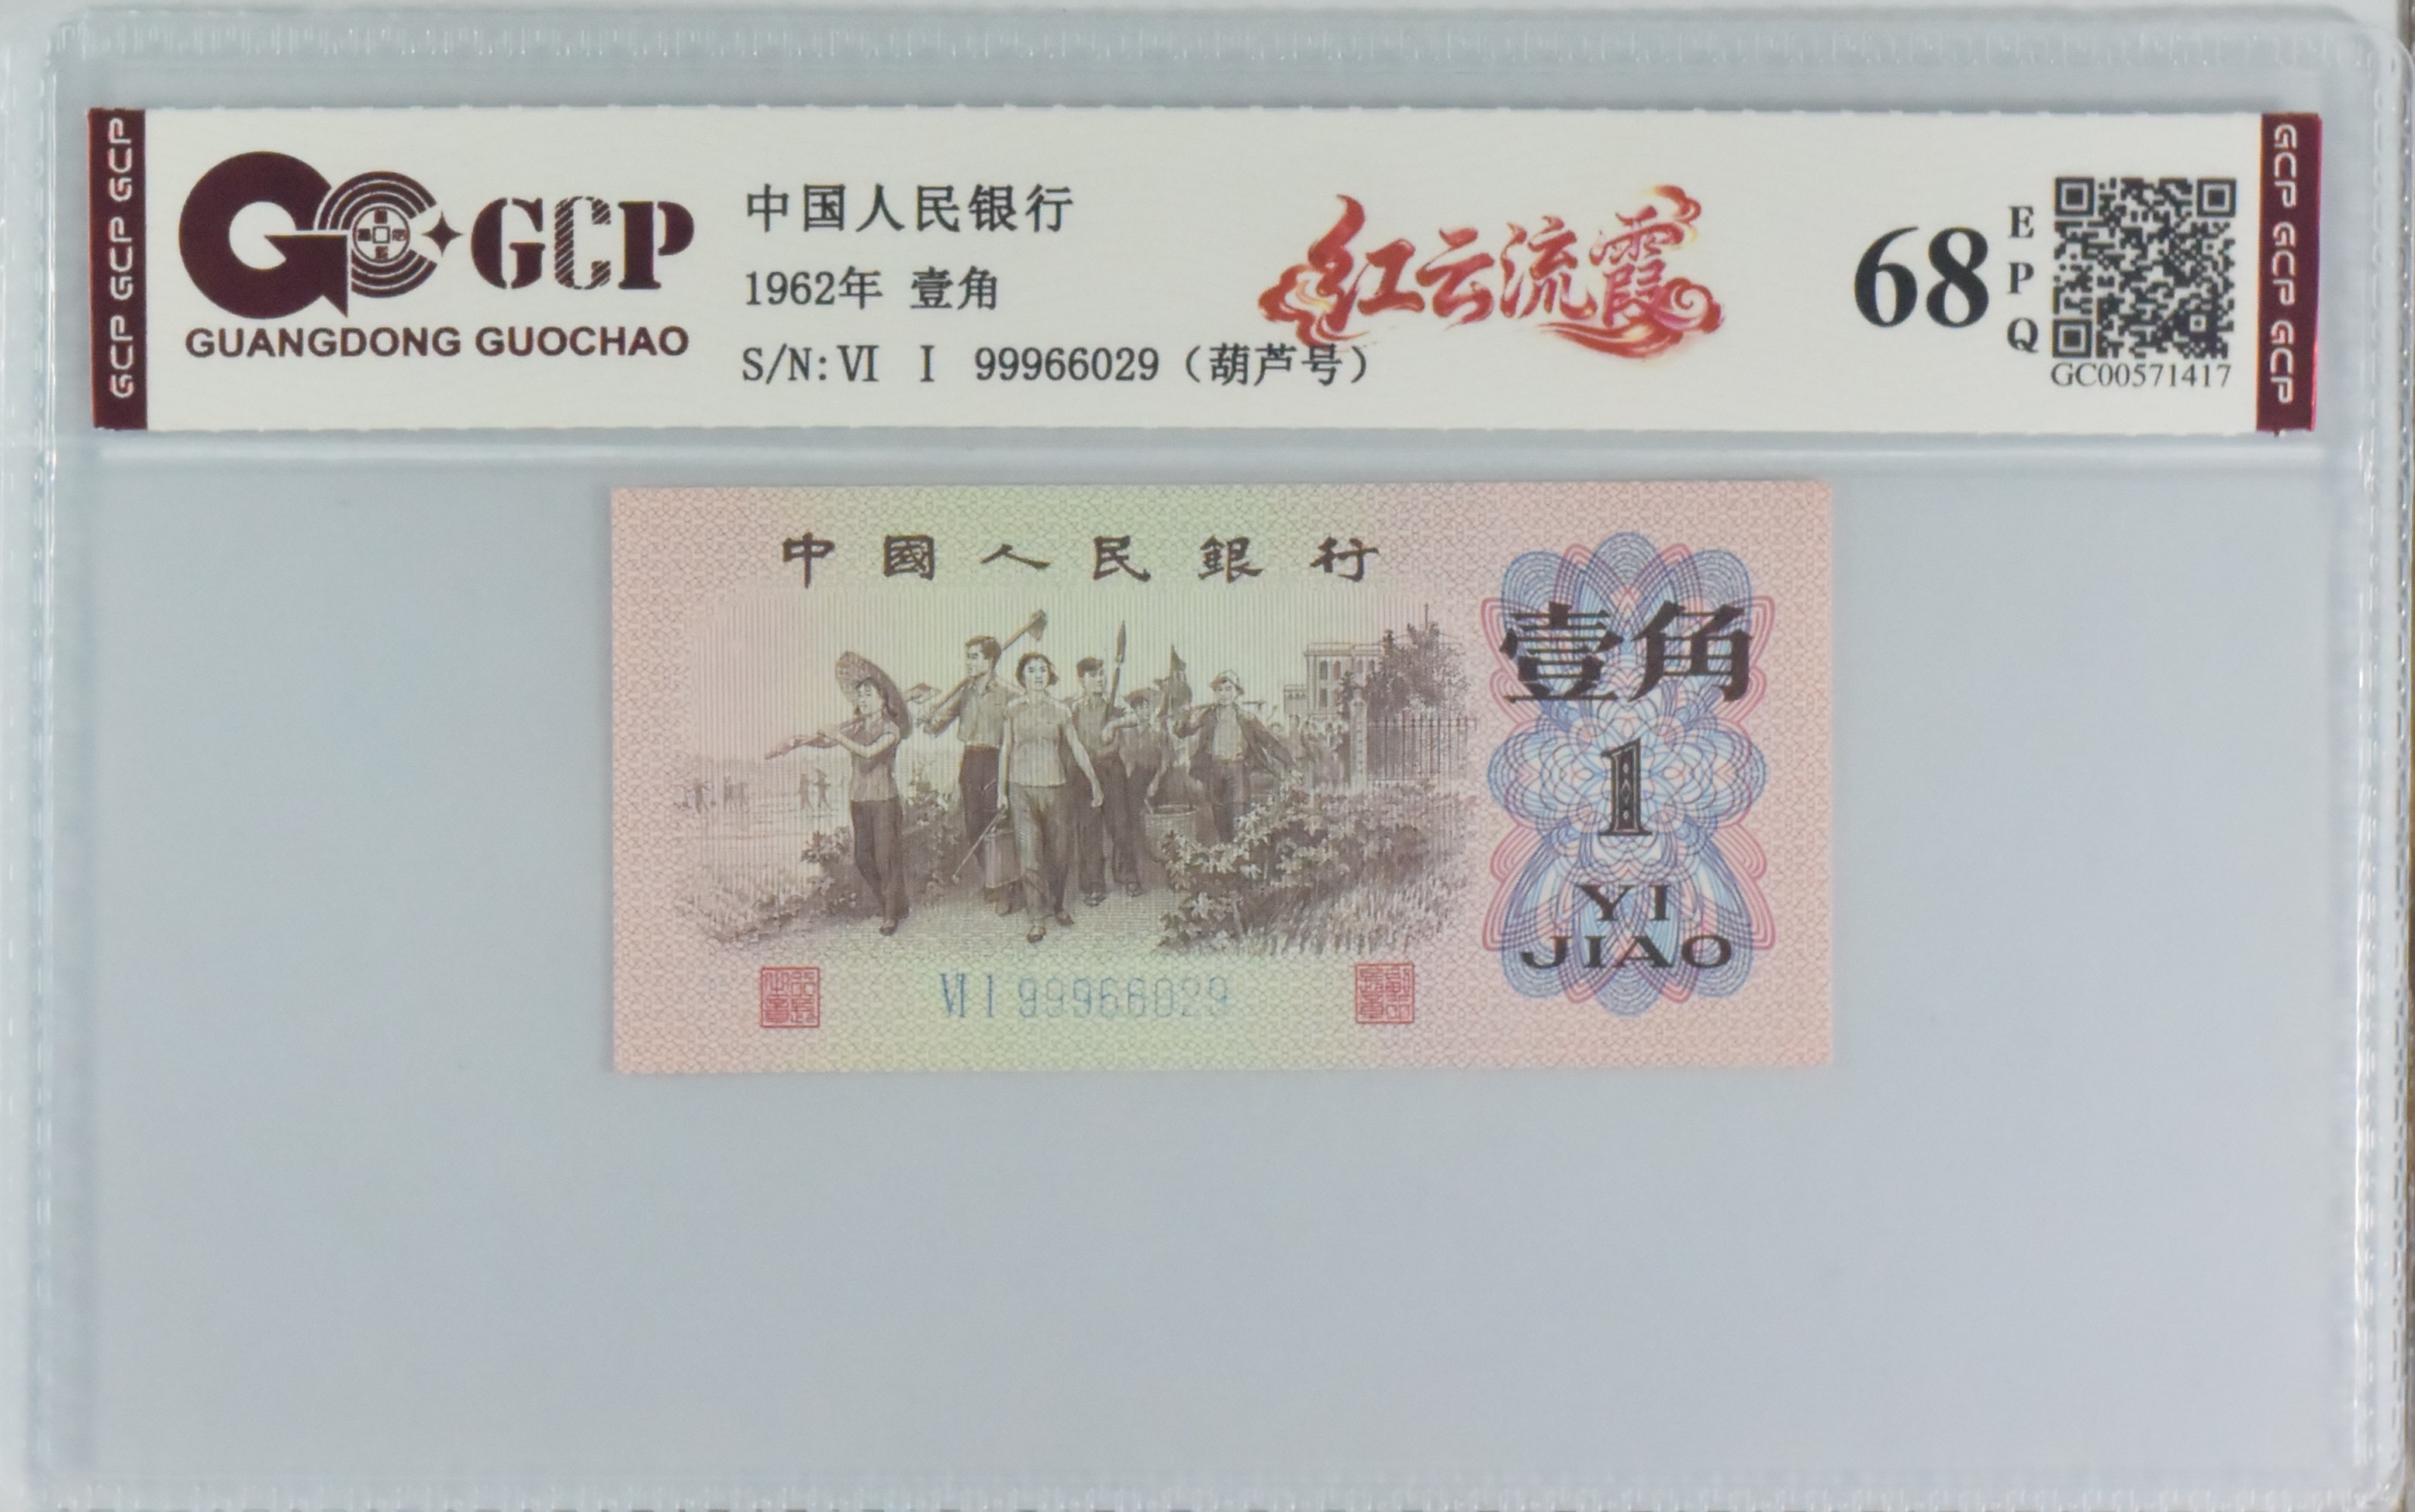 GCP GCP GCP
GCP
GUANGDONG GUOCHAO
中国人民银行
1962年 壹角
S/N: VI I 99966029（葫芦号）
红云流霞
68
EPQ
GC00571417
GCP GCP GCP
中國人民銀行
壹角
1
YI
JIAO
VI I 99966029